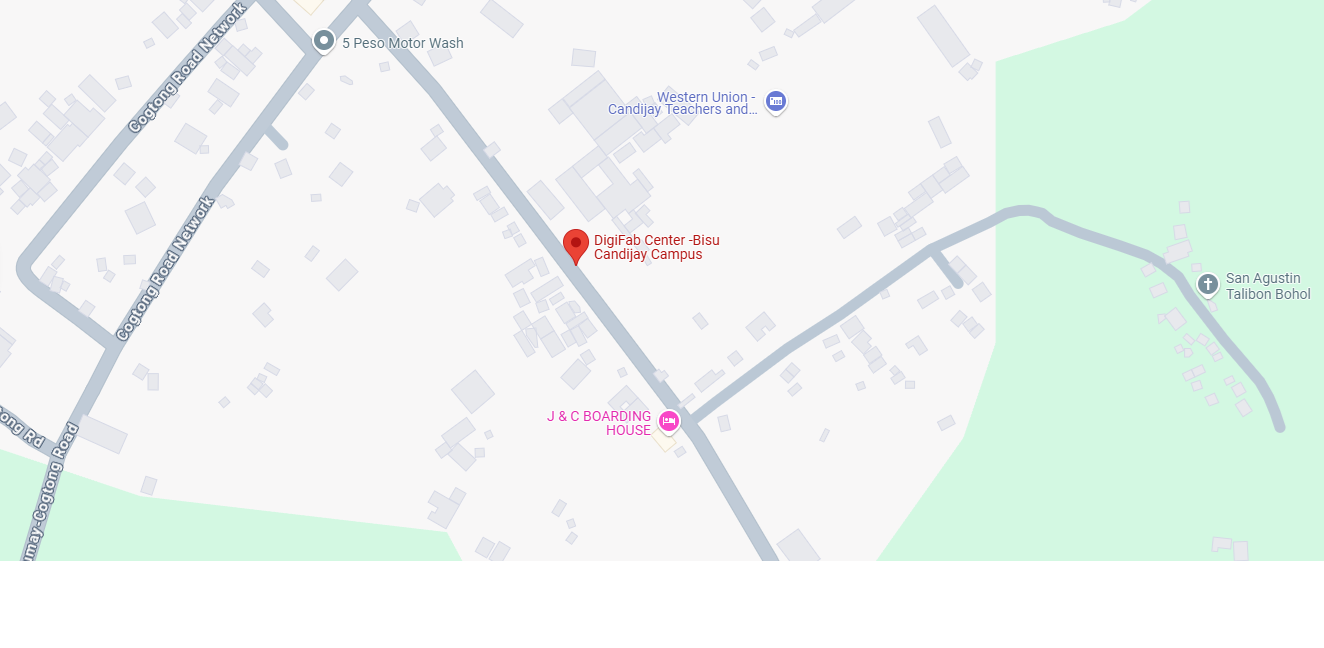 Cogtong Road Network
5 Peso Motor Wash
Western Union -
Candijay Teachers and...
Cogtong Road Network
DigiFab Center -Bisu
Candijay Campus
San Agustin
Talibon Bohol
J & C BOARDING
HOUSE
ong Rd
umay-Cogtong Road